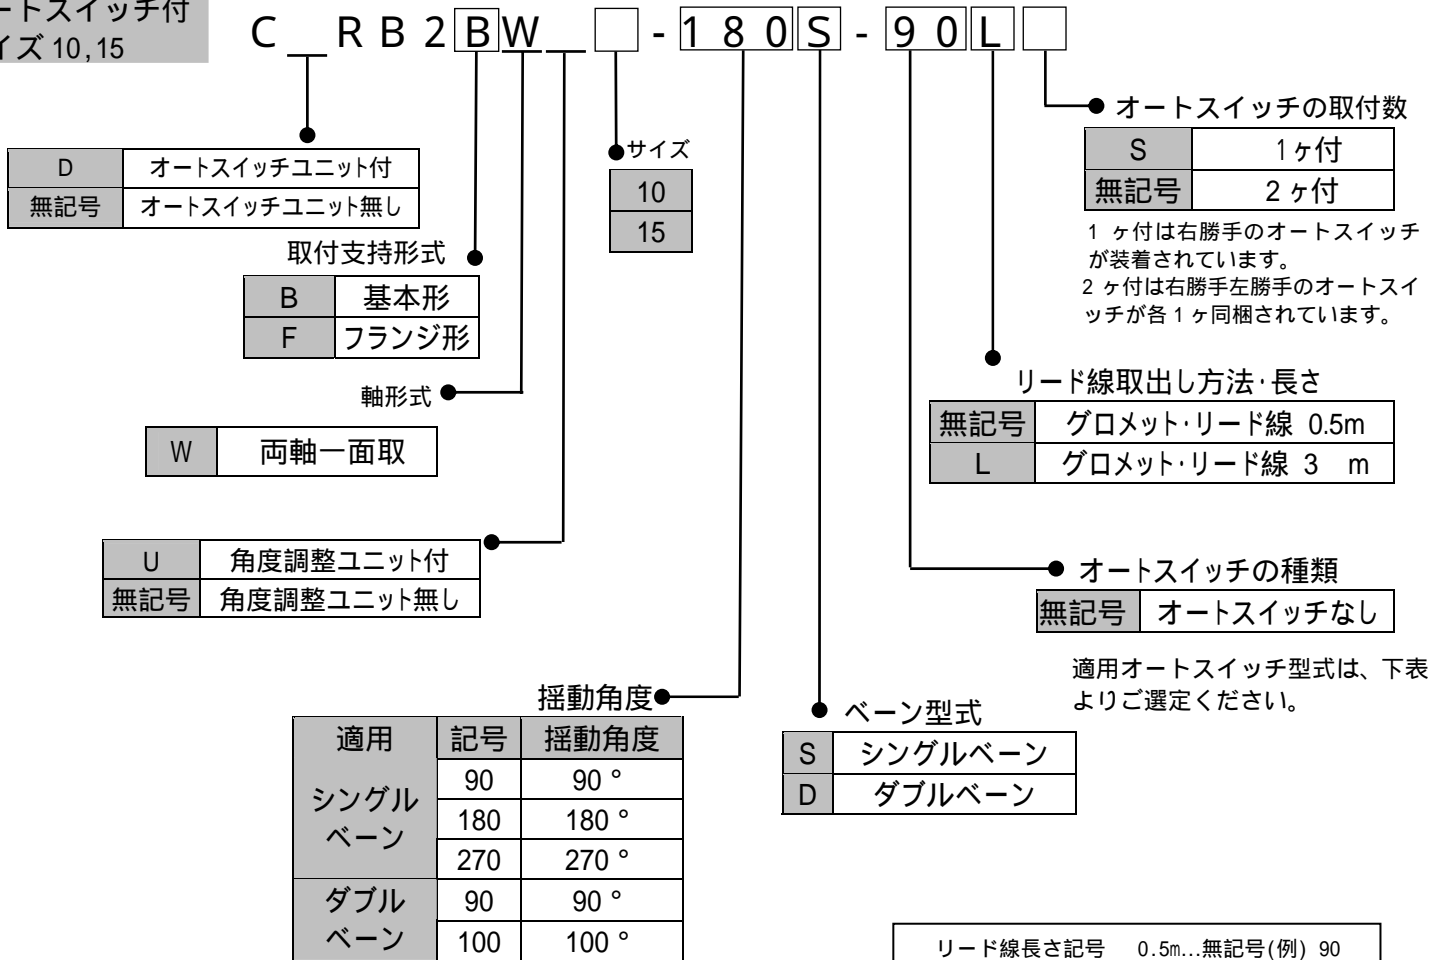 ートスイッチ付
イズ10,15
C _ R B 2 B W _ □ - 1 8 0 S - 9 0 L □
オートスイッチの取付数
S 1ヶ付
無記号 2ヶ付
1 ヶ付は右勝手のオートスイッチ
が装着されています。
2 ヶ付は右勝手左勝手のオートスイ
ッチが各1ヶ同梱されています。
D オートスイッチユニット付
無記号 オートスイッチユニット無し
サイズ
10
15
取付支持形式
B 基本形
F フランジ形
軸形式
W 両軸一面取
リード線取出し方法・長さ
無記号 グロメット・リード線 0.5m
L グロメット・リード線 3 m
U 角度調整ユニット付
無記号 角度調整ユニット無し
オートスイッチの種類
無記号 オートスイッチなし
適用オートスイッチ型式は、下表
よりご選定ください。
揺動角度
適用 記号 揺動角度
シングル
ベーン
90 90 °
180 180 °
270 270 °
ダブル
ベーン
90 90 °
100 100 °
ベーン型式
S シングルベーン
D ダブルベーン
リード線長さ記号 0.5m…無記号(例) 90